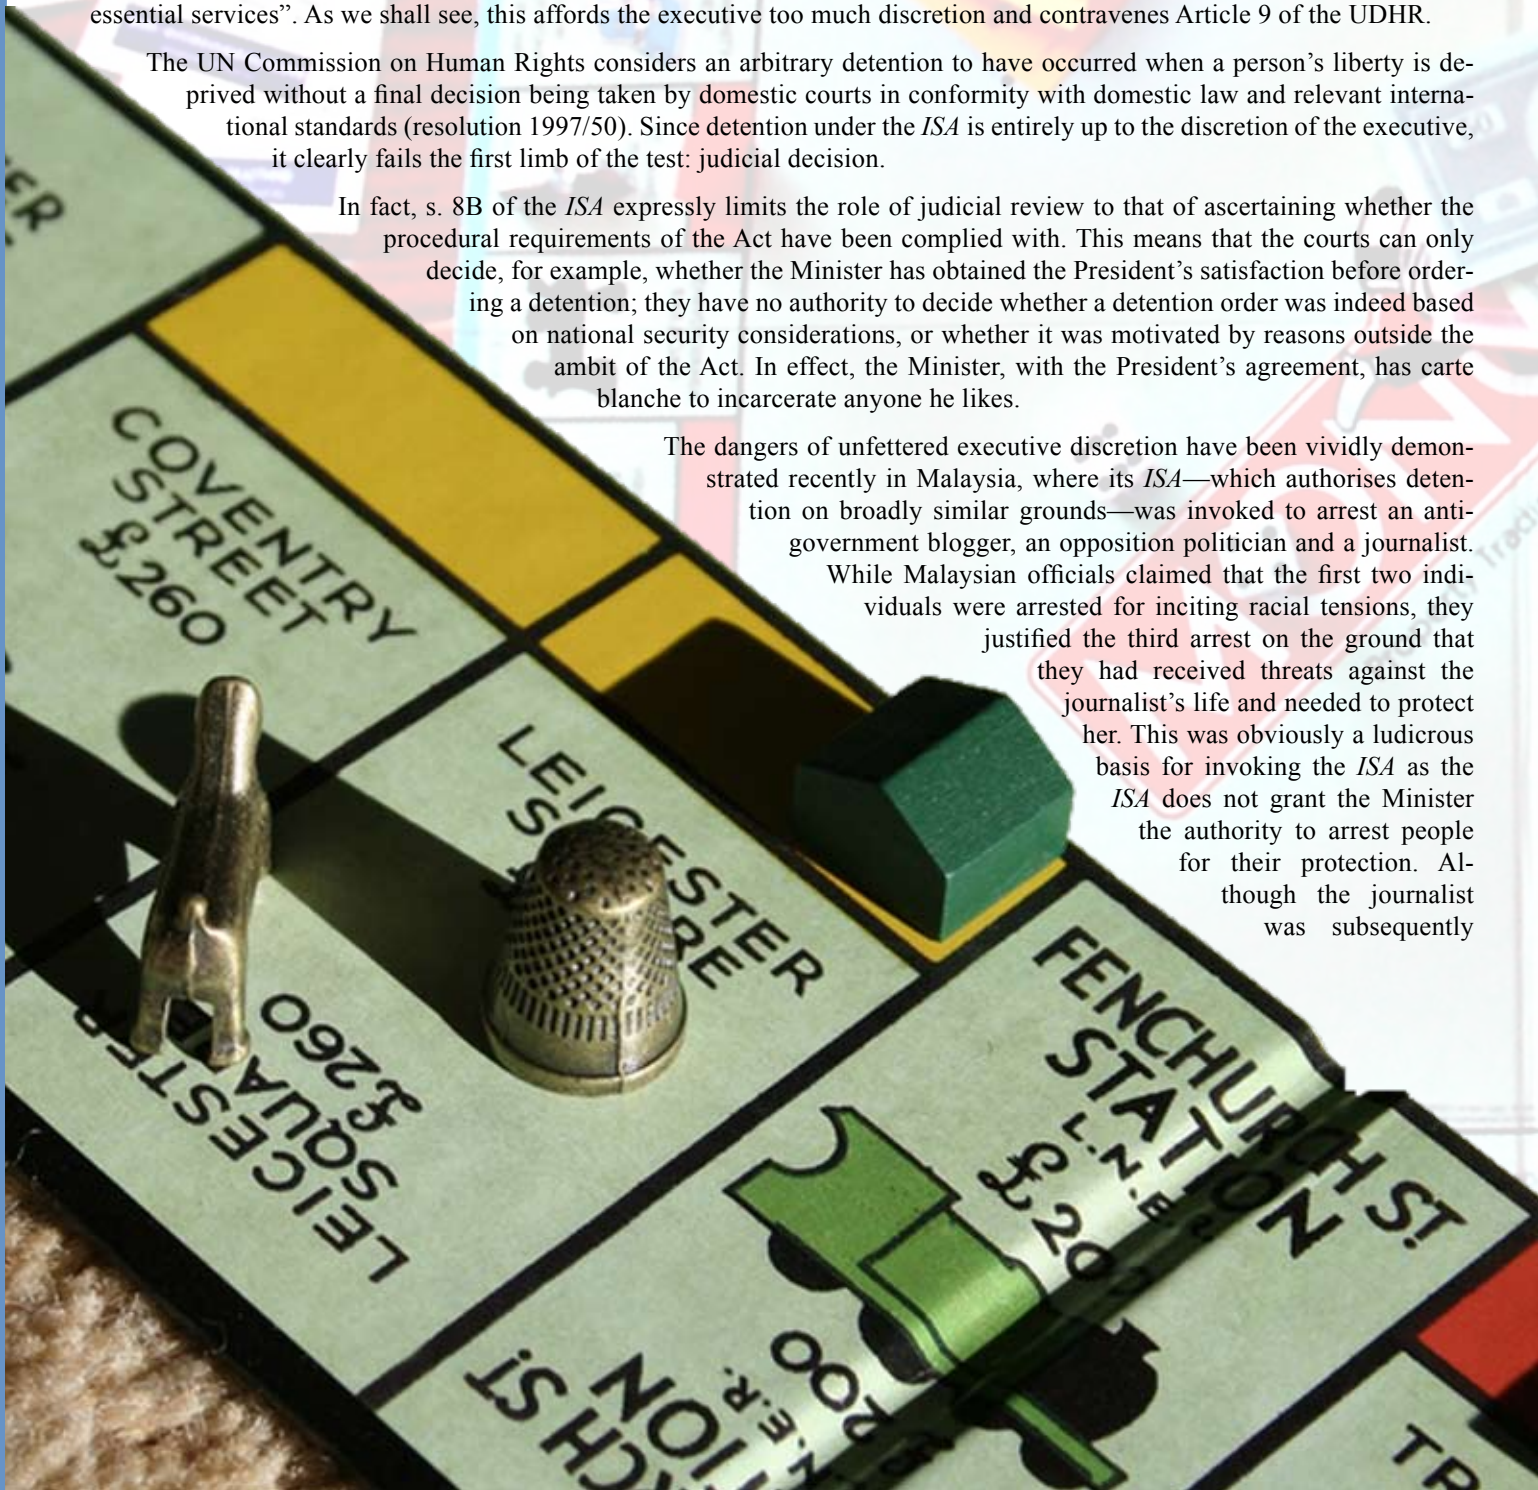 essential services”. As we shall see, this affords the executive too much discretion and contravenes Article 9 of the UDHR.
The UN Commission on Human Rights considers an arbitrary detention to have occurred when a person’s liberty is de-
prived without a final decision being taken by domestic courts in conformity with domestic law and relevant interna-
tional standards (resolution 1997/50). Since detention under the ISA is entirely up to the discretion of the executive,
it clearly fails the first limb of the test: judicial decision.
In fact, s. 8B of the ISA expressly limits the role of judicial review to that of ascertaining whether the
procedural requirements of the Act have been complied with. This means that the courts can only
decide, for example, whether the Minister has obtained the President’s satisfaction before order-
ing a detention; they have no authority to decide whether a detention order was indeed based
on national security considerations, or whether it was motivated by reasons outside the
ambit of the Act. In effect, the Minister, with the President’s agreement, has carte
blanche to incarcerate anyone he likes.
The dangers of unfettered executive discretion have been vividly demon-
strated recently in Malaysia, where its ISA—which authorises deten-
tion on broadly similar grounds—was invoked to arrest an anti-
government blogger, an opposition politician and a journalist.
While Malaysian officials claimed that the first two indi-
viduals were arrested for inciting racial tensions, they
justified the third arrest on the ground that
they had received threats against the
journalist’s life and needed to protect
her. This was obviously a ludicrous
basis for invoking the ISA as the
ISA does not grant the Minister
the authority to arrest people
for their protection. Al-
though the journalist
was subsequently
COVENTRY
STREET
£260
LEICESTER
FENCHURCH ST.
STATION
L.N.E.R.
£200
LEICESTER
SQUARE
£260
Property